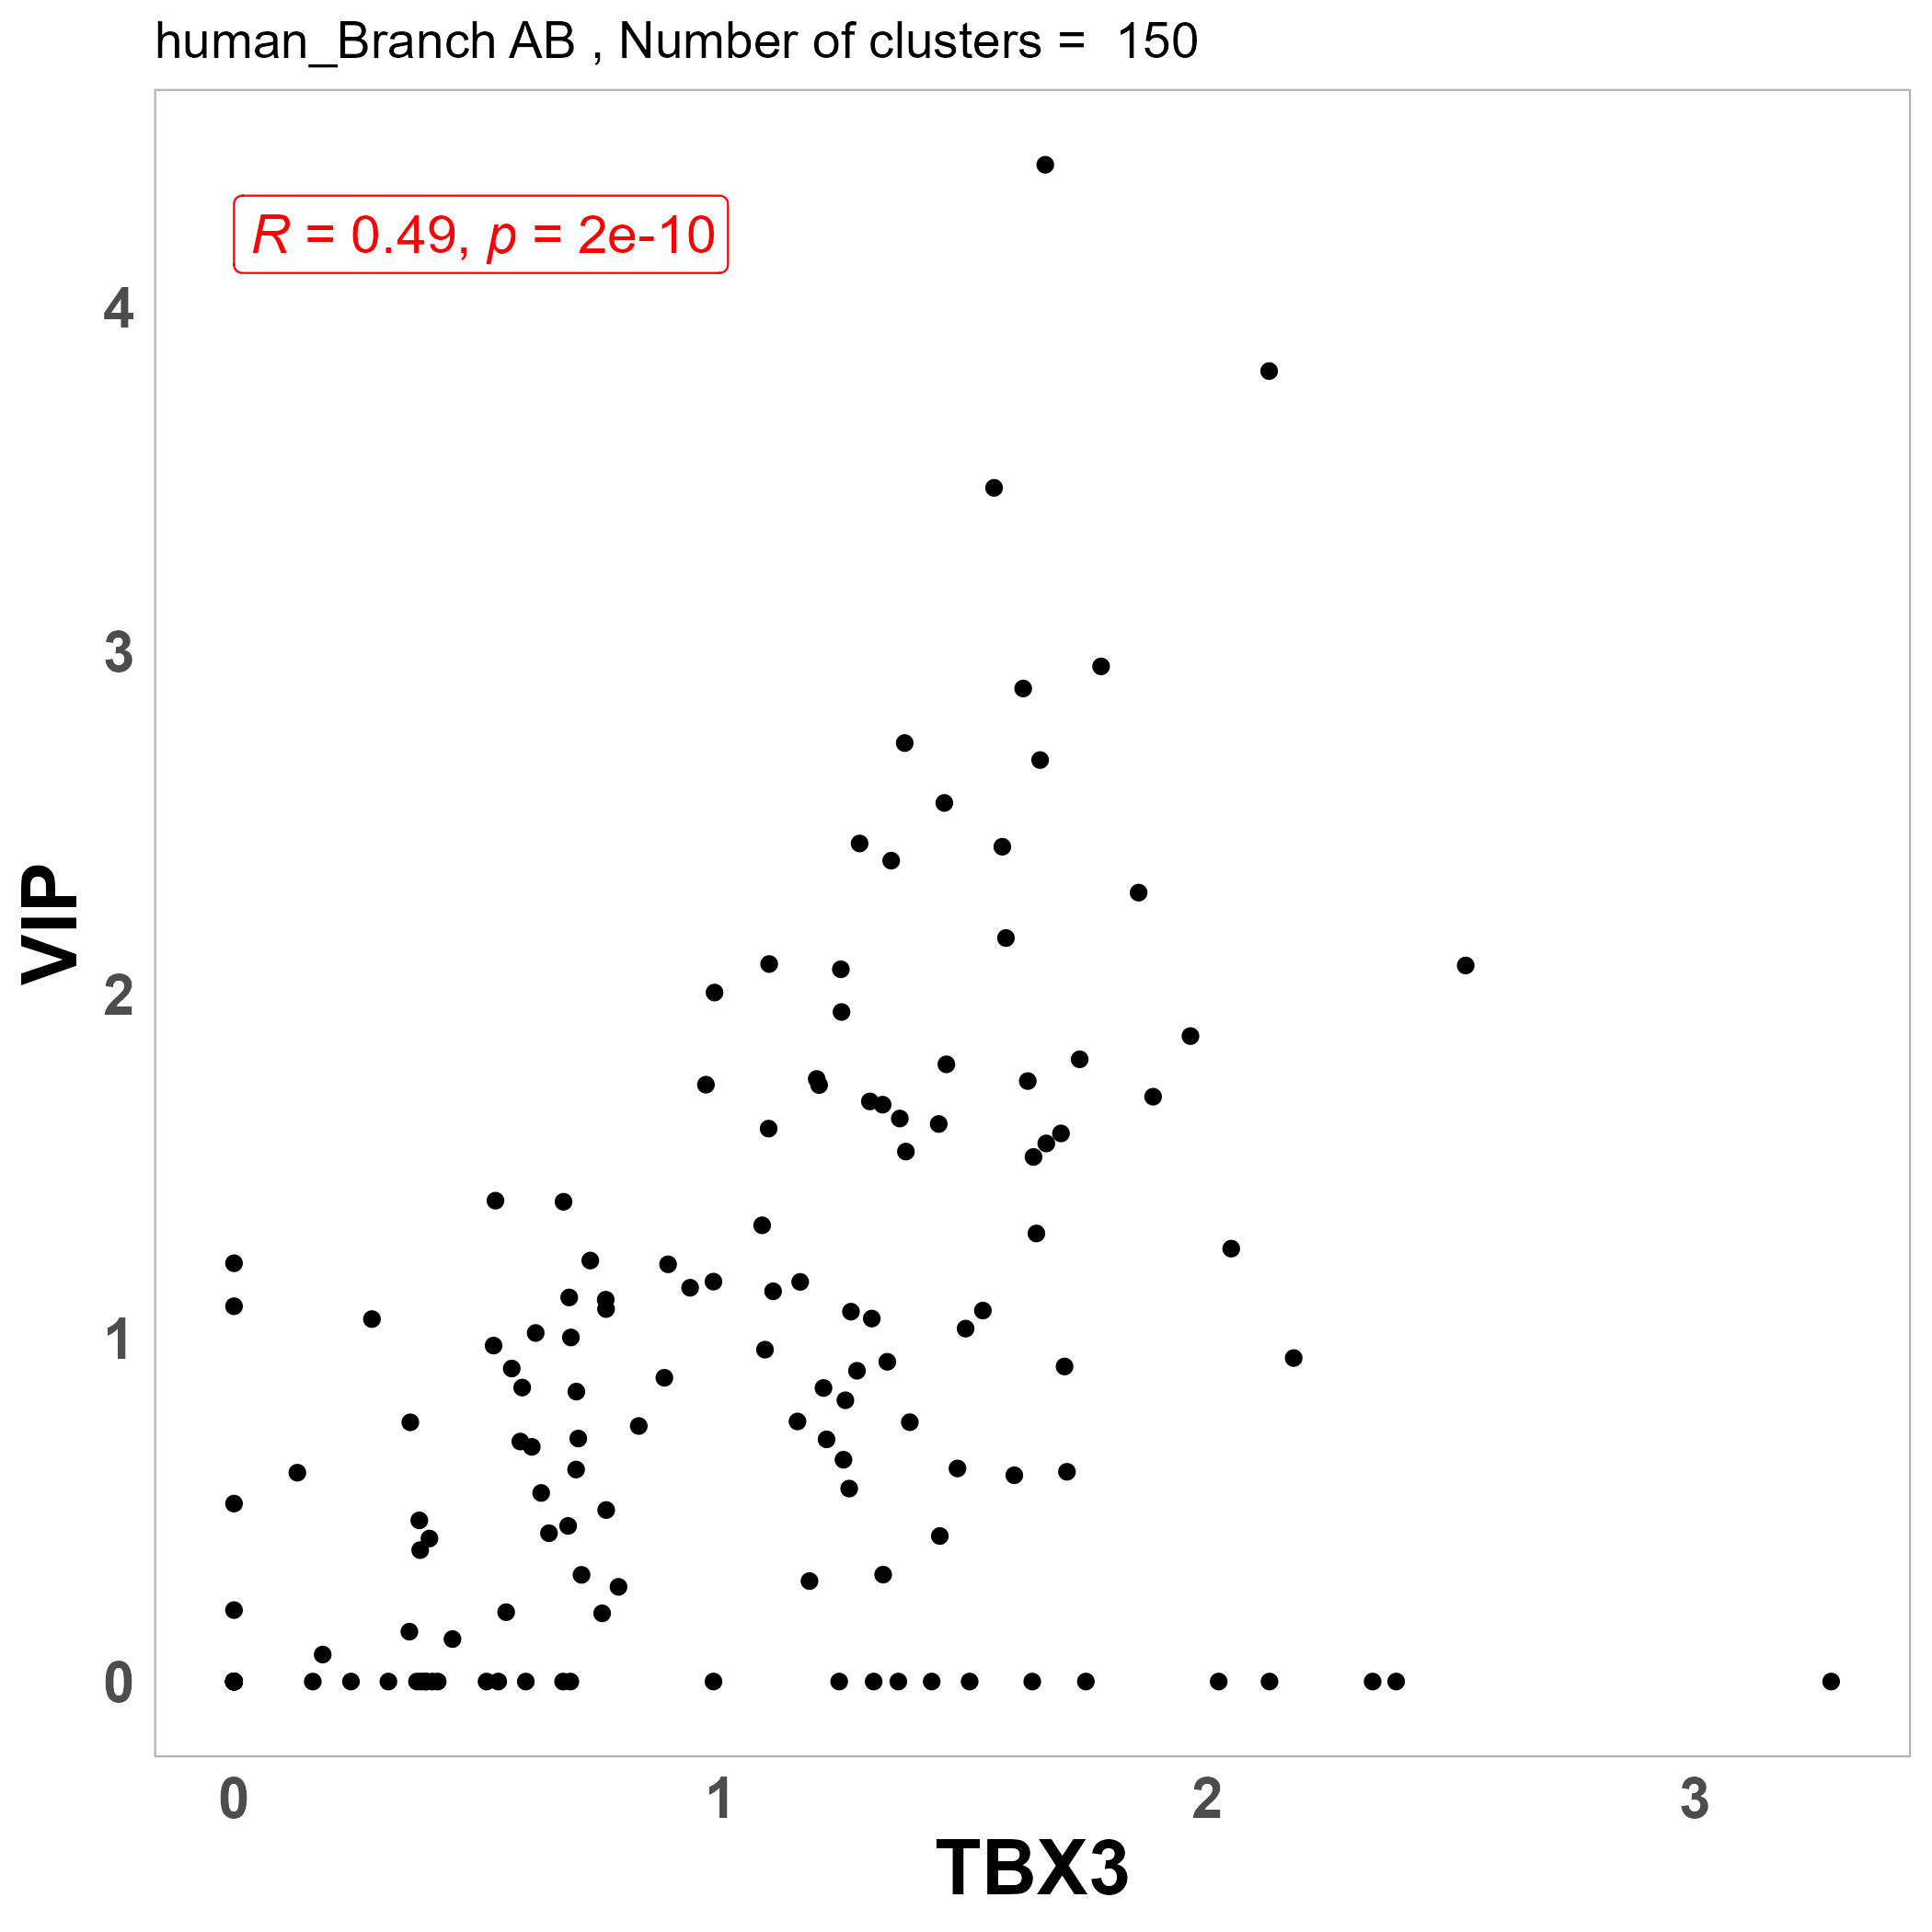 human_Branch AB , Number of clusters =  150
R = 0.49, p = 2e-10
4
3
2
1
0
VIP
0 1 2 3
TBX3